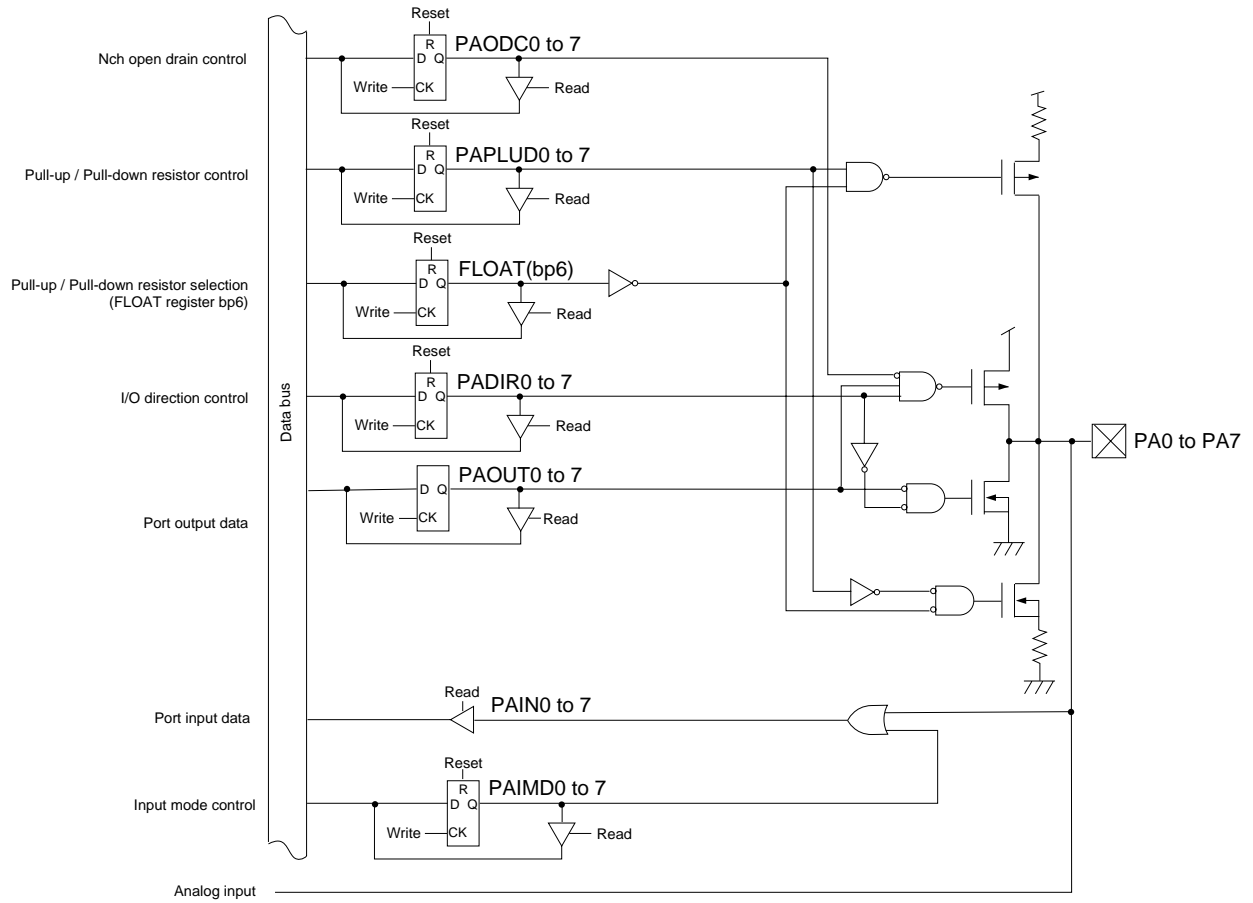 Reset
Nch open drain control
R
D Q
CK
PAODC0 to 7
Write
Read
Reset
Pull-up / Pull-down resistor control
R
D Q
CK
PAPLUD0 to 7
Write
Read
Reset
Pull-up / Pull-down resistor selection
(FLOAT register bp6)
R
D Q
CK
FLOAT(bp6)
Write
Read
Reset
I/O direction control
R
D Q
CK
PADIR0 to 7
Write
Read
Data bus
PA0 to PA7
Port output data
D Q
CK
PAOUT0 to 7
Write
Read
Port input data
Read
PAIN0 to 7
Reset
Input mode control
R
D Q
CK
PAIMD0 to 7
Write
Read
Analog input